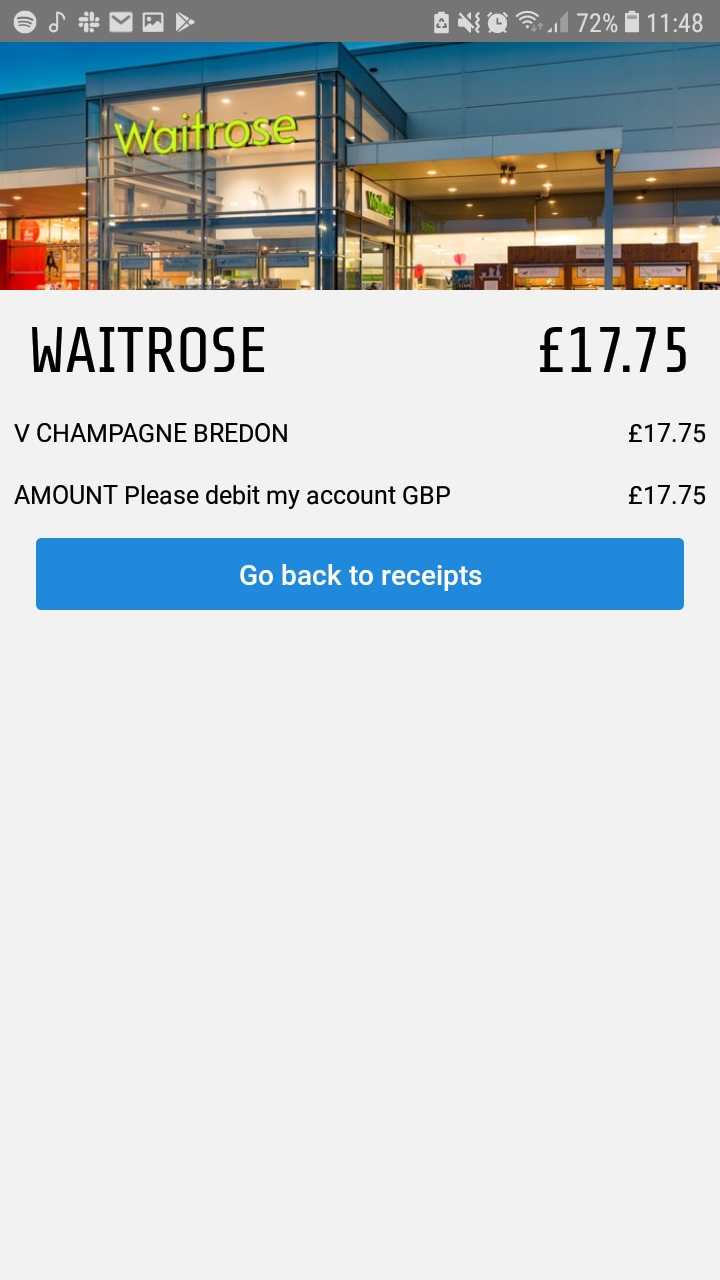 72% 11:48
Waitrose
Waitrose
WAITROSE £17.75
V CHAMPAGNE BREDON £17.75
AMOUNT Please debit my account GBP £17.75
Go back to receipts